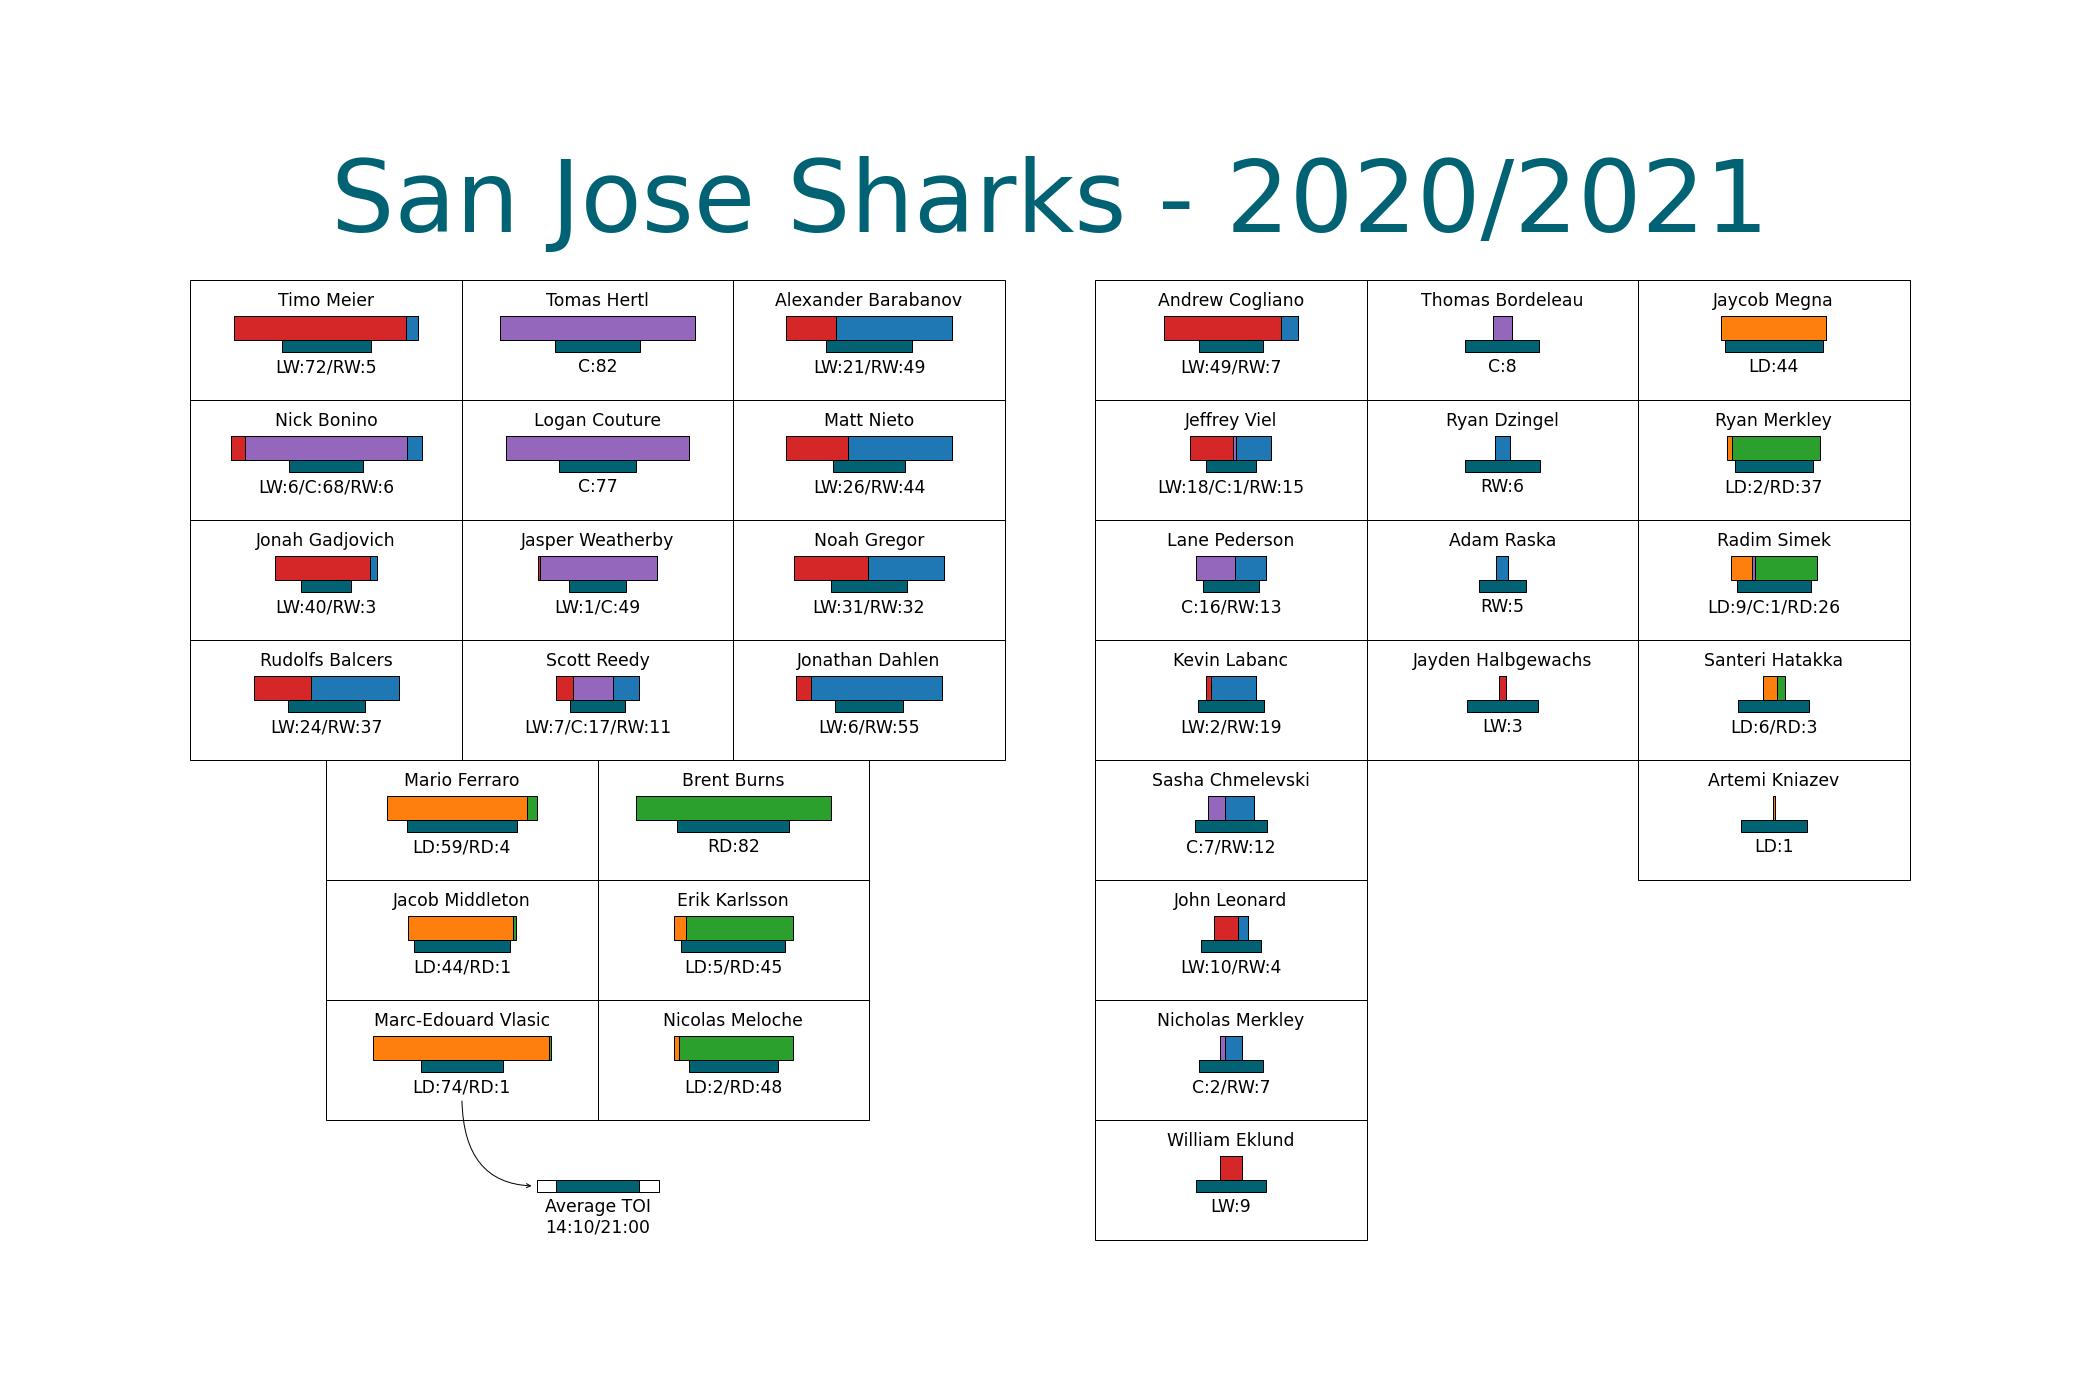 San Jose Sharks - 2020/2021
Timo Meier
LW:72/RW:5
Tomas Hertl
C:82
Alexander Barabanov
LW:21/RW:49
Nick Bonino
LW:6/C:68/RW:6
Logan Couture
C:77
Matt Nieto
LW:26/RW:44
Jonah Gadjovich
LW:40/RW:3
Jasper Weatherby
LW:1/C:49
Noah Gregor
LW:31/RW:32
Rudolfs Balcers
LW:24/RW:37
Scott Reedy
LW:7/C:17/RW:11
Jonathan Dahlen
LW:6/RW:55
Mario Ferraro
LD:59/RD:4
Brent Burns
RD:82
Jacob Middleton
LD:44/RD:1
Erik Karlsson
LD:5/RD:45
Marc-Edouard Vlasic
LD:74/RD:1
Nicolas Meloche
LD:2/RD:48
Average TOI
14:10/21:00
Andrew Cogliano
LW:49/RW:7
Thomas Bordeleau
C:8
Jaycob Megna
LD:44
Jeffrey Viel
LW:18/C:1/RW:15
Ryan Dzingel
RW:6
Ryan Merkley
LD:2/RD:37
Lane Pederson
C:16/RW:13
Adam Raska
RW:5
Radim Simek
LD:9/C:1/RD:26
Kevin Labanc
LW:2/RW:19
Jayden Halbgewachs
LW:3
Santeri Hatakka
LD:6/RD:3
Sasha Chmelevski
C:7/RW:12
Artemi Kniazev
LD:1
John Leonard
LW:10/RW:4
Nicholas Merkley
C:2/RW:7
William Eklund
LW:9